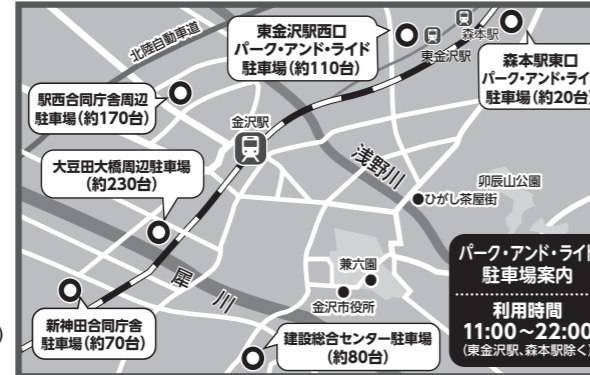 東金沢駅西口
パーク・アンド・ライド
駐車場(約110台)
森本駅
東金沢駅
森本駅東口
パーク・アンド・ライド
駐車場(約20台)
北陸自動車道
駅西合同庁舎周辺
駐車場(約170台)
金沢駅
浅野川
大豆田大橋周辺駐車場
(約230台)
卯辰山公園
ひがし茶屋街
犀川
兼六園
金沢市役所
新神田合同庁舎
駐車場(約70台)
建設総合センター駐車場
(約80台)
パーク・アンド・ライド
駐車場案内
利用時間
11:00〜22:00
(東金沢駅、森本駅除く)
)